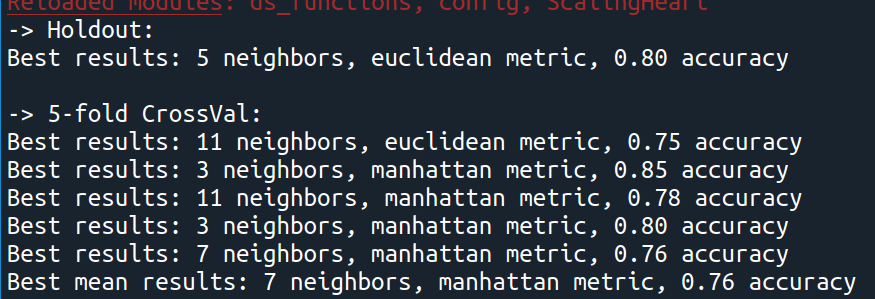 Reloaded modules: ds_functions, config, ScalingHeart
-> Holdout:
Best results: 5 neighbors, euclidean metric, 0.80 accuracy
-> 5-fold CrossVal:
Best results: 11 neighbors, euclidean metric, 0.75 accuracy
Best results: 3 neighbors, manhattan metric, 0.85 accuracy
Best results: 11 neighbors, manhattan metric, 0.78 accuracy
Best results: 3 neighbors, manhattan metric, 0.80 accuracy
Best results: 7 neighbors, manhattan metric, 0.76 accuracy
Best mean results: 7 neighbors, manhattan metric, 0.76 accuracy